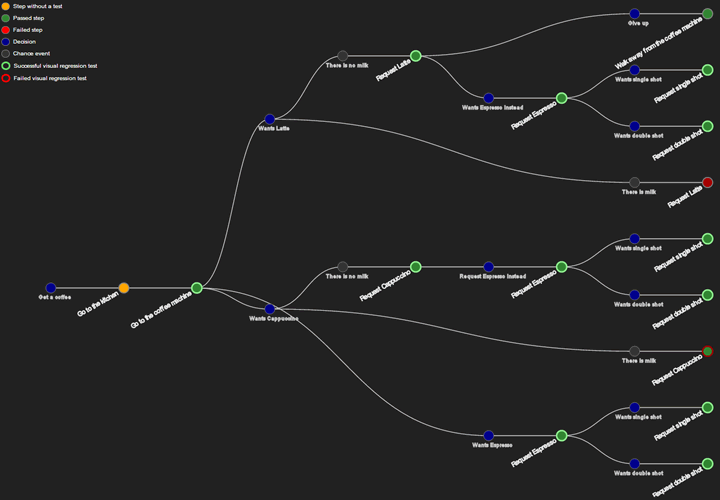 Step without a test
Passed step
Failed step
Decision
Chance event
Successful visual regression test
Failed visual regression test
Give up
Walk away from the coffee machine
There is no milk
Request Latte
Wants single shot
Request single shot
Wants Espresso Instead
Request Espresso
Wants Latte
Wants double shot
Request double shot
There is milk
Request Latte
Wants single shot
Request single shot
There is no milk
Request Cappuccino
Request Espresso Instead
Request Espresso
Get a coffee
Go to the kitchen
Go to the coffee machine
Wants double shot
Request double shot
Wants Cappuccino
There is milk
Request Cappuccino
Wants single shot
Request single shot
Wants Espresso
Request Espresso
Wants double shot
Request double shot